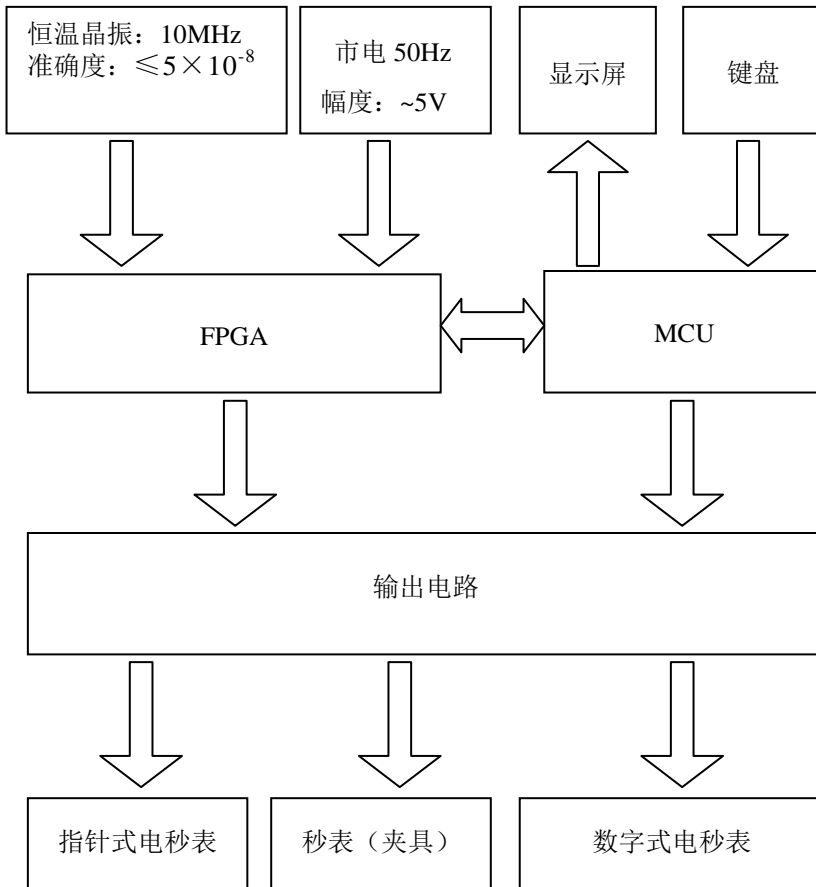 恒温晶振：10MHz
准确度：≤5×10-8
市电 50Hz
幅度：~5V
显示屏
键盘
FPGA
MCU
输出电路
指针式电秒表
秒表（夹具）
数字式电秒表